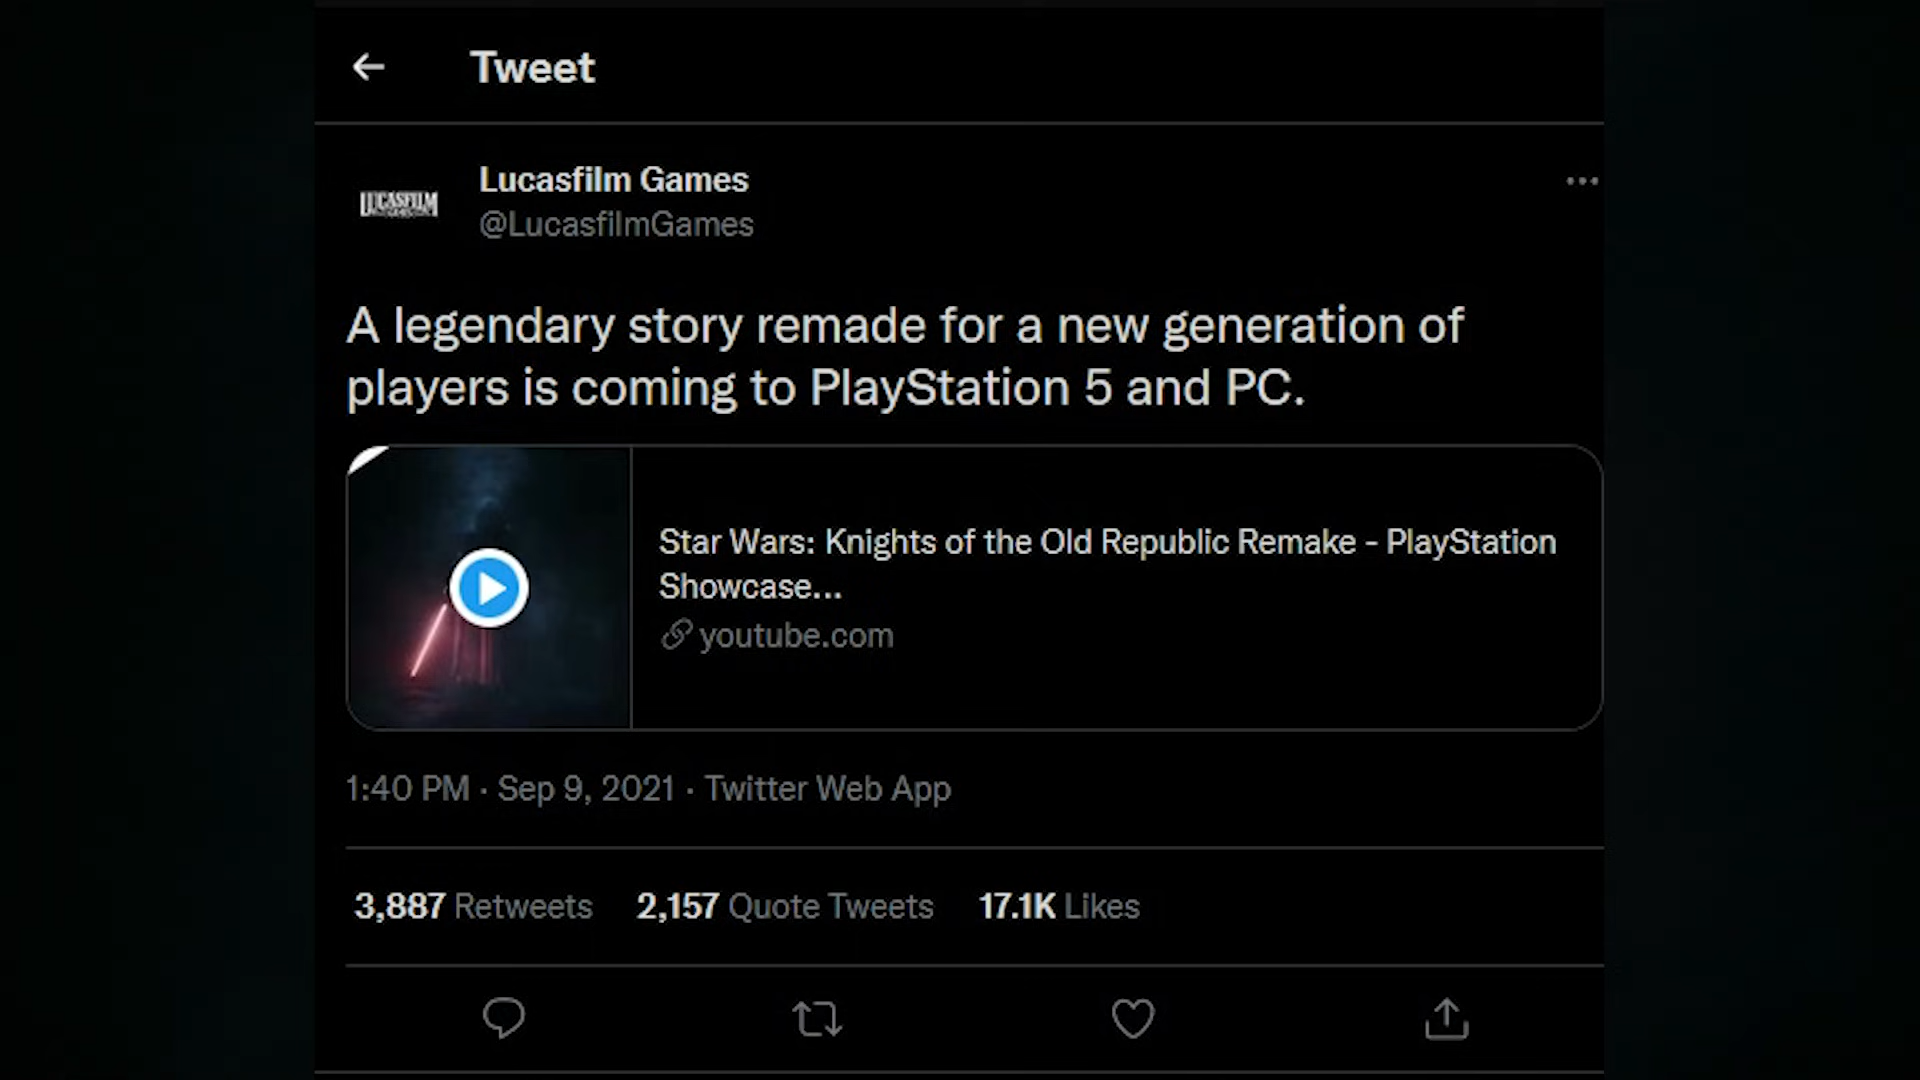 Tweet
LUCASFILM
GAMES
Lucasfilm Games
@LucasfilmGames
A legendary story remade for a new generation of
players is coming to PlayStation 5 and PC.
Star Wars: Knights of the Old Republic Remake - PlayStation
Showcase...
youtube.com
1:40 PM · Sep 9, 2021 · Twitter Web App
3,887 Retweets 2,157 Quote Tweets 17.1K Likes